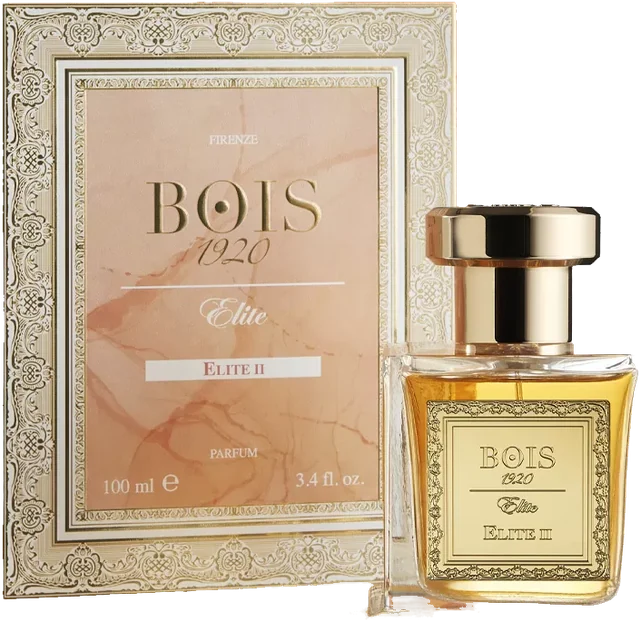 FIRENZE
BOIS
1920
Elite
ELITE II
PARFUM
100 ml e
3.4 fl. oz.
BOIS
1920
Elite
ELITE II